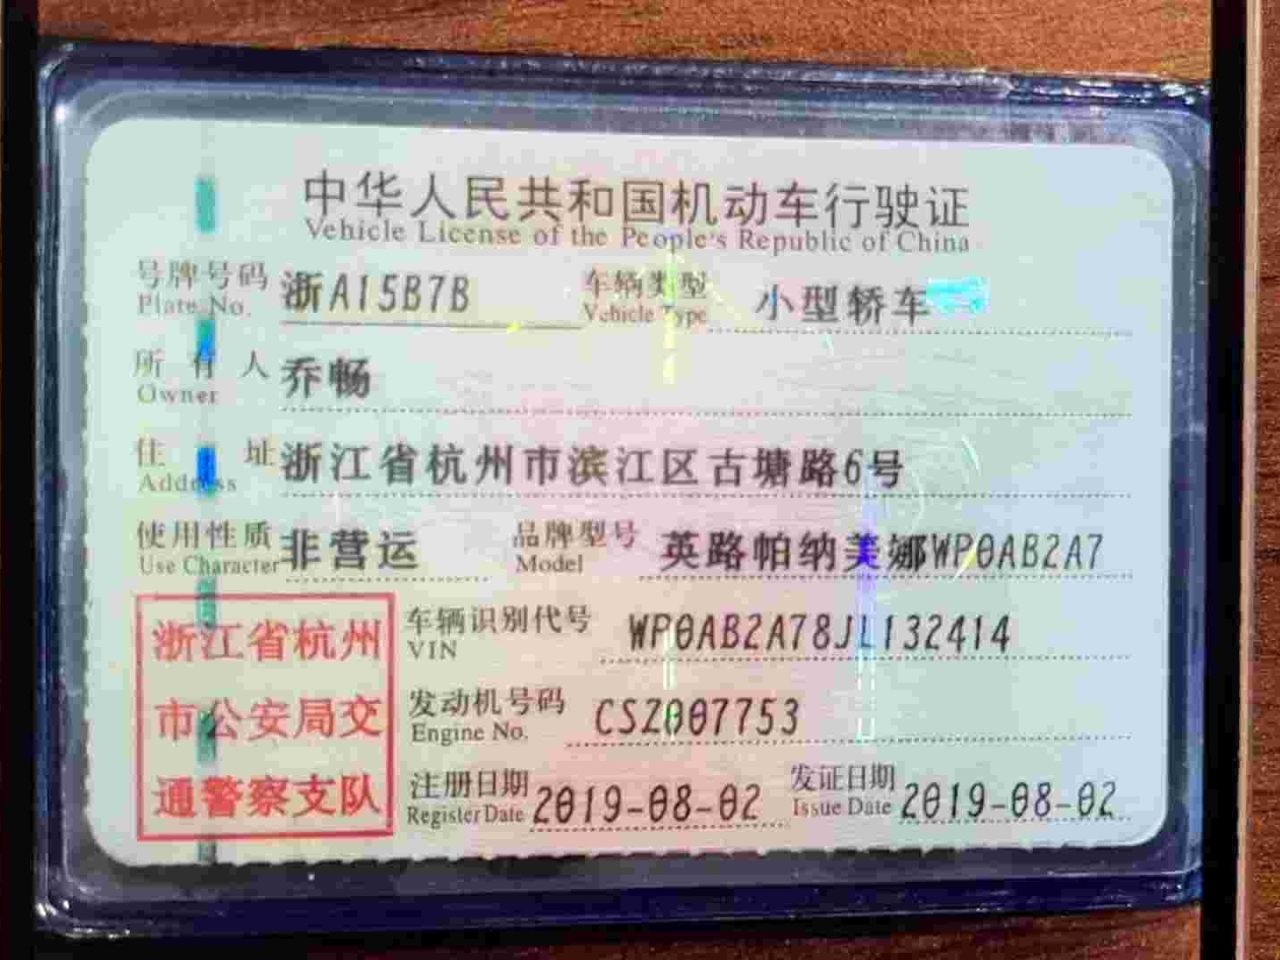 中华人民共和国机动车行驶证
Vehicle License of the People's Republic of China
号牌号码 浙A15B7B 车辆类型 小型轿车
Plate No. Vehicle Type
所有人 乔畅
Owner
住址 浙江省杭州市滨江区古塘路6号
Address
使用性质 非营运 品牌型号 英路帕纳美娜WP0AB2A7
Use Character Model
浙江省杭州
市公安局交
通警察支队
车辆识别代号 WP0AB2A78JL132414
VIN
发动机号码 CSZ007753
Engine No.
注册日期 2019-08-02 发证日期 2019-08-02
Register Date Issue Date